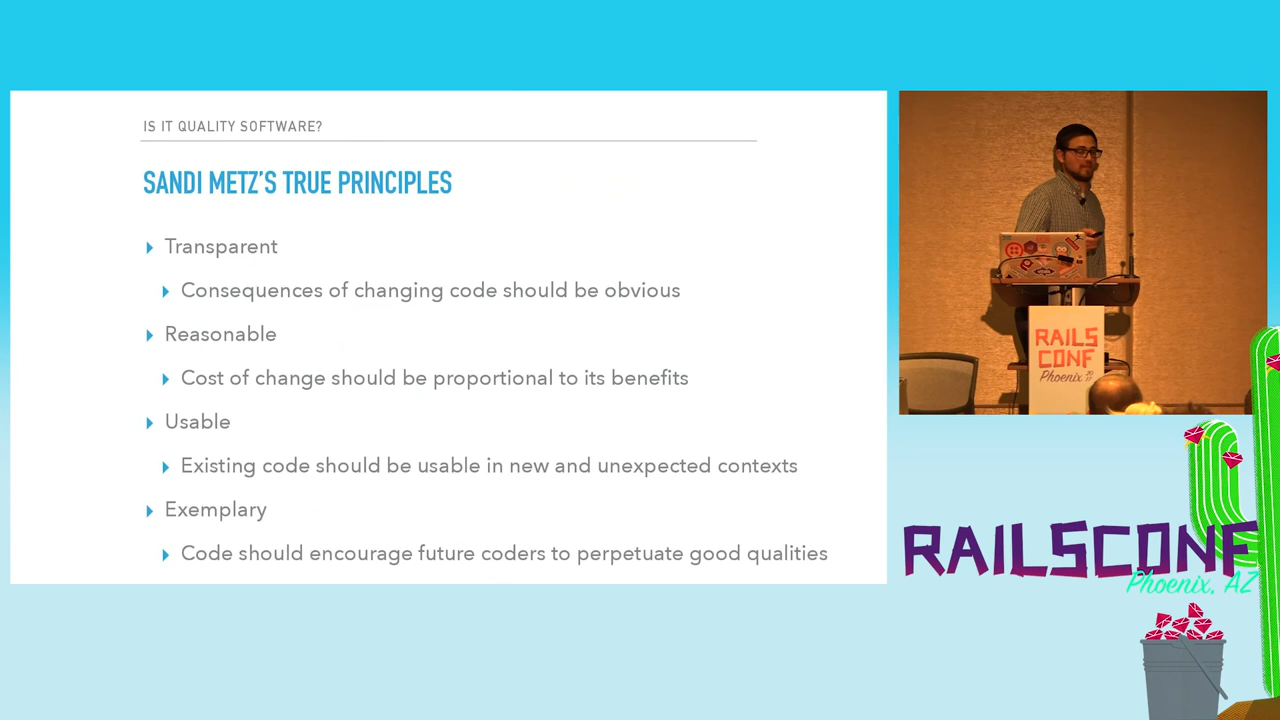 IS IT QUALITY SOFTWARE?
SANDI METZ'S TRUE PRINCIPLES
Transparent
Consequences of changing code should be obvious
Reasonable
Cost of change should be proportional to its benefits
Usable
Existing code should be usable in new and unexpected contexts
Exemplary
Code should encourage future coders to perpetuate good qualities
RAILS
CONF
Phoenix 2017
RAILSCONF
Phoenix, AZ